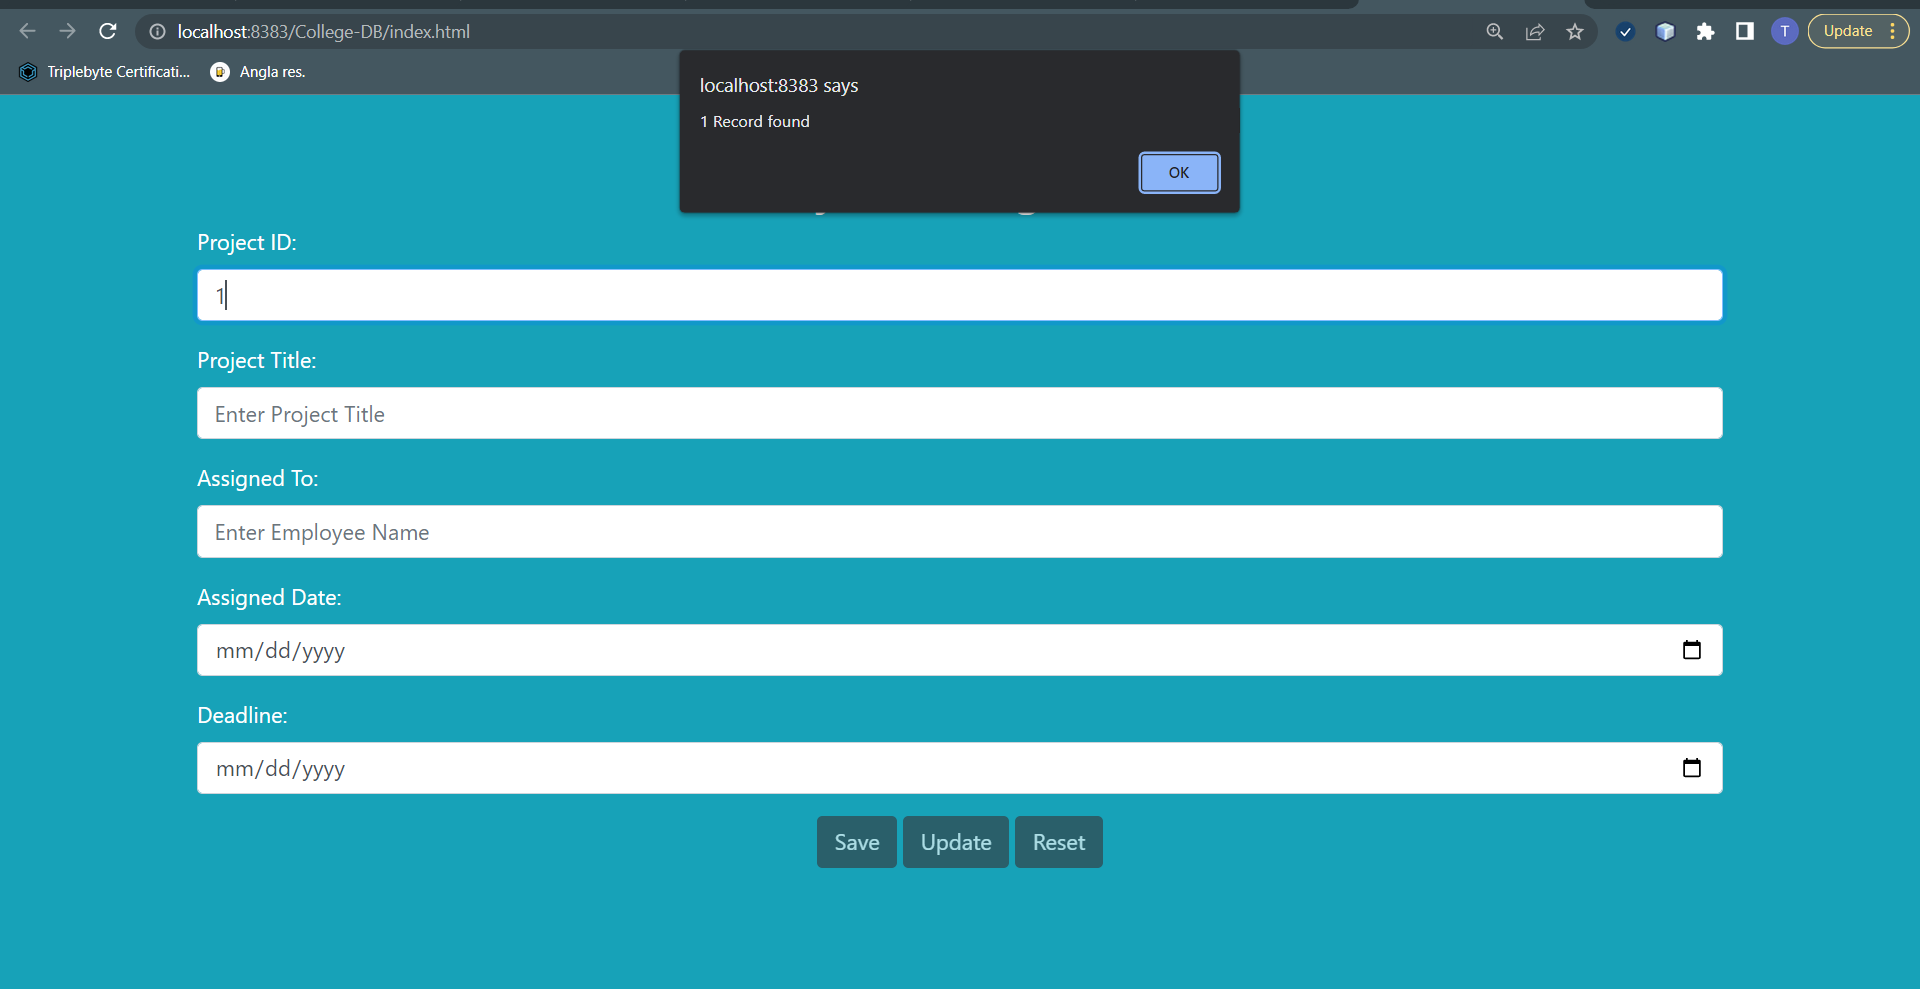 localhost:8383/College-DB/index.html
T
Update
Triplebyte Certificati...
Angla res.
localhost:8383 says
1 Record found
OK
Project ID:
1
Project Title:
Enter Project Title
Assigned To:
Enter Employee Name
Assigned Date:
mm/dd/yyyy
Deadline:
mm/dd/yyyy
Save
Update
Reset